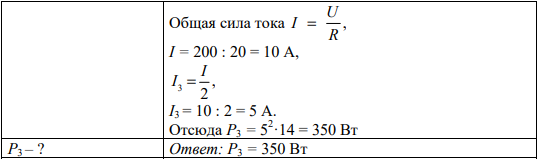 Общая сила тока I = U/R,
I = 200 : 20 = 10 А,
I₃ = I/2,
I₃ = 10 : 2 = 5 А.
Отсюда P₃ = 5²·14 = 350 Вт
P₃ – ?
Ответ: P₃ = 350 Вт